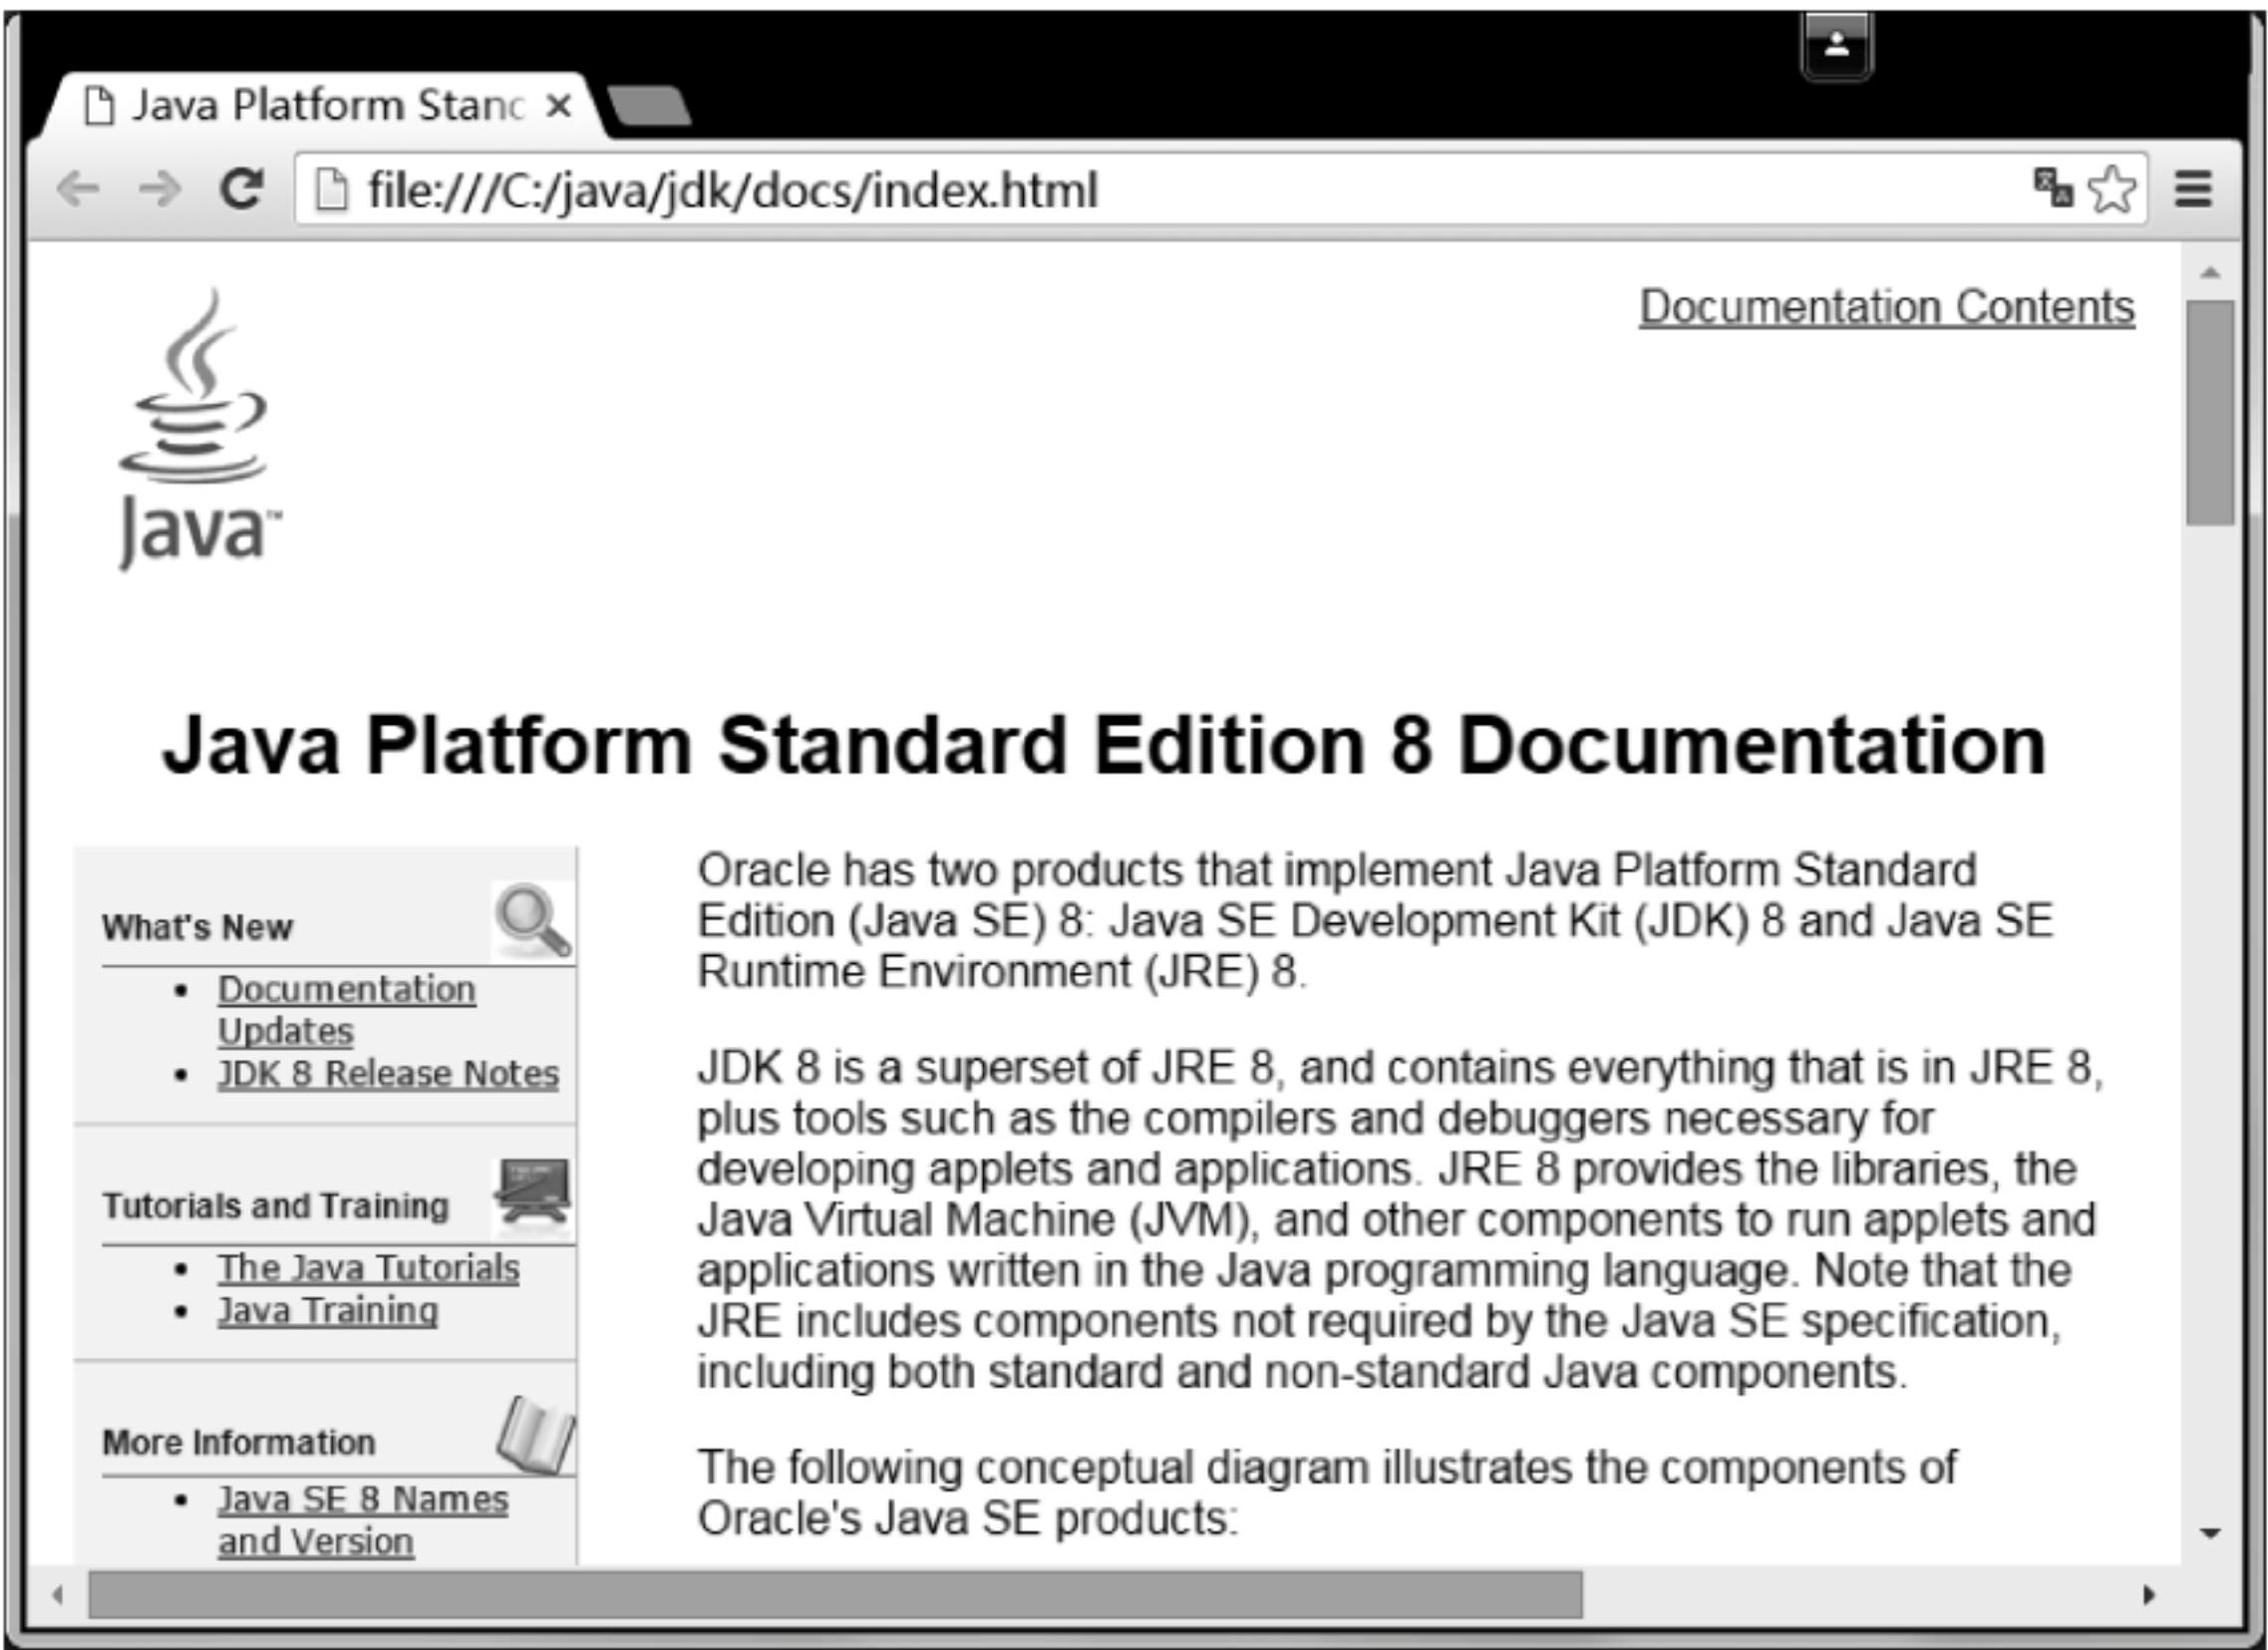 Java Platform Stanc
file:///C:/java/jdk/docs/index.html
Documentation Contents
Java™
Java Platform Standard Edition 8 Documentation
What's New
Documentation
Updates
JDK 8 Release Notes
Tutorials and Training
The Java Tutorials
Java Training
More Information
Java SE 8 Names
and Version
Oracle has two products that implement Java Platform Standard
Edition (Java SE) 8: Java SE Development Kit (JDK) 8 and Java SE
Runtime Environment (JRE) 8.
JDK 8 is a superset of JRE 8, and contains everything that is in JRE 8,
plus tools such as the compilers and debuggers necessary for
developing applets and applications. JRE 8 provides the libraries, the
Java Virtual Machine (JVM), and other components to run applets and
applications written in the Java programming language. Note that the
JRE includes components not required by the Java SE specification,
including both standard and non-standard Java components.
The following conceptual diagram illustrates the components of
Oracle's Java SE products: